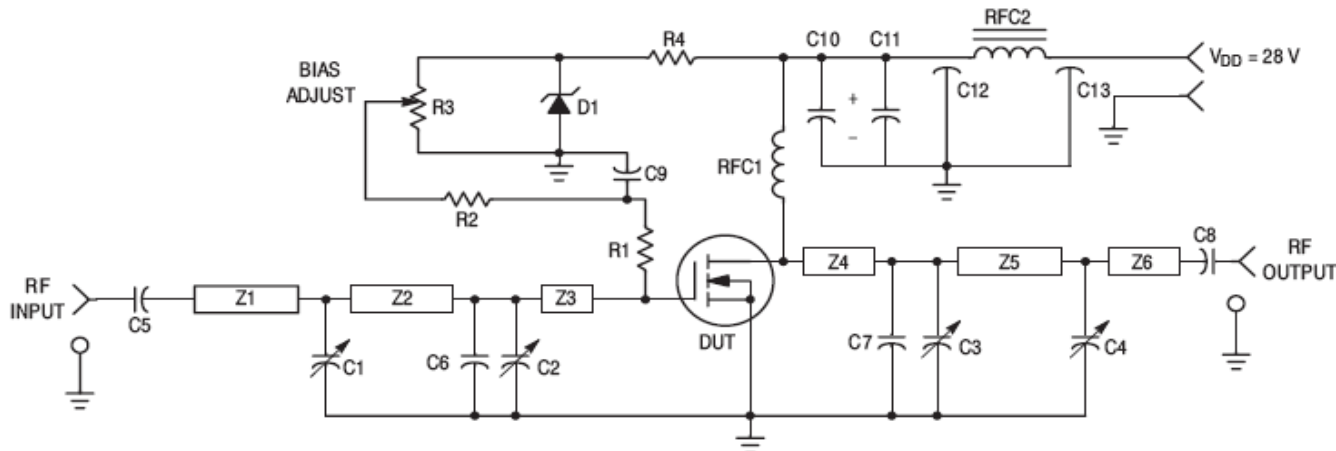 RFC2
R4
C10
C11
V_DD = 28 V
BIAS
ADJUST
R3
D1
+
–
C12
C13
RFC1
C9
R2
R1
C8
RF
OUTPUT
Z4
Z5
Z6
RF
INPUT
C5
Z1
Z2
Z3
DUT
C1
C6
C2
C7
C3
C4